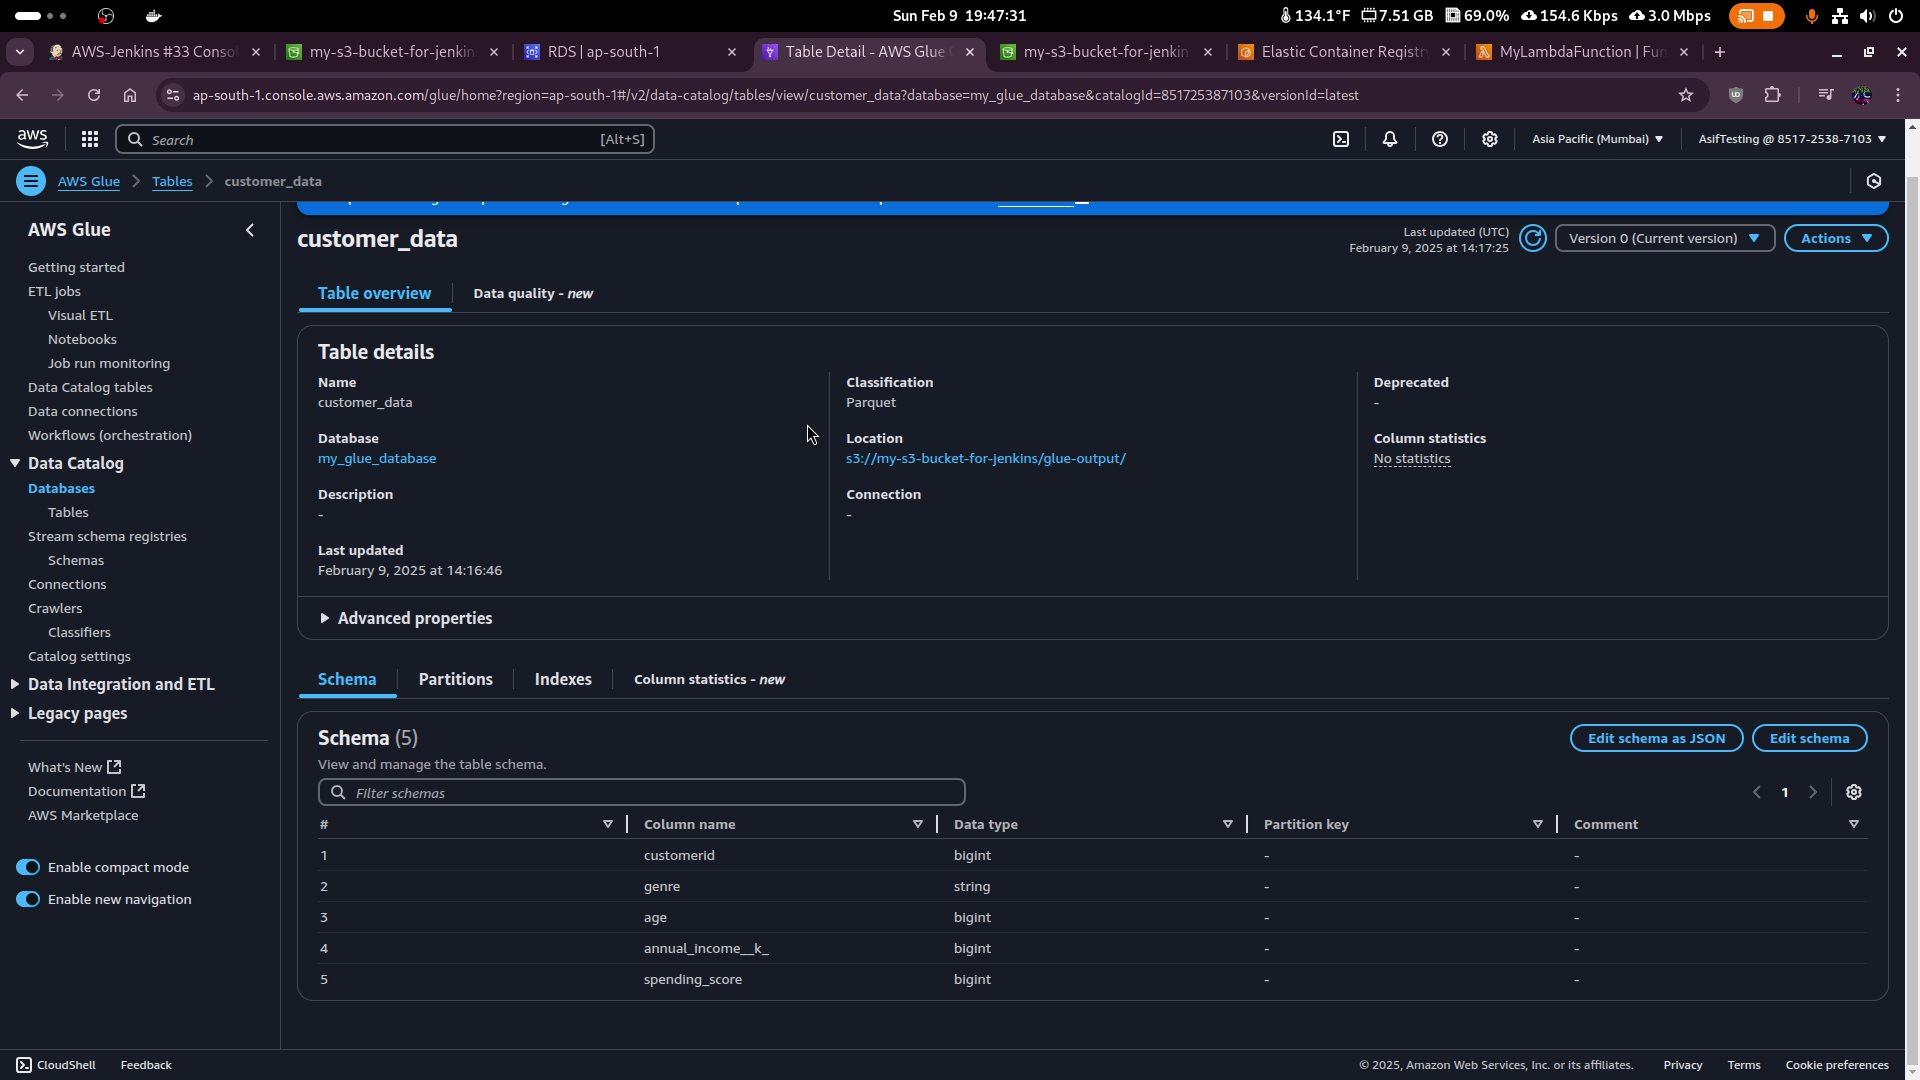 Sun Feb 9 19:47:31
134.1°F 7.51 GB 69.0% 154.6 Kbps 3.0 Mbps
AWS-Jenkins #33 Conso
my-s3-bucket-for-jenkin
RDS | ap-south-1
Table Detail - AWS Glue
my-s3-bucket-for-jenkin
Elastic Container Registr
MyLambdaFunction | Fun
ap-south-1.console.aws.amazon.com/glue/home?region=ap-south-1#/v2/data-catalog/tables/view/customer_data?database=my_glue_database&catalogId=851725387103&versionId=latest
aws
Search [Alt+S]
Asia Pacific (Mumbai)
AsifTesting @ 8517-2538-7103
AWS Glue
Tables
customer_data
AWS Glue
Getting started
ETL jobs
Visual ETL
Notebooks
Job run monitoring
Data Catalog tables
Data connections
Workflows (orchestration)
Data Catalog
Databases
Tables
Stream schema registries
Schemas
Connections
Crawlers
Classifiers
Catalog settings
Data Integration and ETL
Legacy pages
What's New
Documentation
AWS Marketplace
Enable compact mode
Enable new navigation
customer_data
Last updated (UTC)
February 9, 2025 at 14:17:25
Version 0 (Current version)
Actions
Table overview
Data quality - new
Table details
Name
customer_data
Database
my_glue_database
Description
-
Last updated
February 9, 2025 at 14:16:46
Classification
Parquet
Location
s3://my-s3-bucket-for-jenkins/glue-output/
Connection
-
Deprecated
-
Column statistics
No statistics
Advanced properties
Schema
Partitions
Indexes
Column statistics - new
Schema (5)
View and manage the table schema.
Edit schema as JSON
Edit schema
Filter schemas
1
# Column name Data type Partition key Comment
1 customerid bigint - -
2 genre string - -
3 age bigint - -
4 annual_income__k_ bigint - -
5 spending_score bigint - -
CloudShell
Feedback
© 2025, Amazon Web Services, Inc. or its affiliates.
Privacy
Terms
Cookie preferences